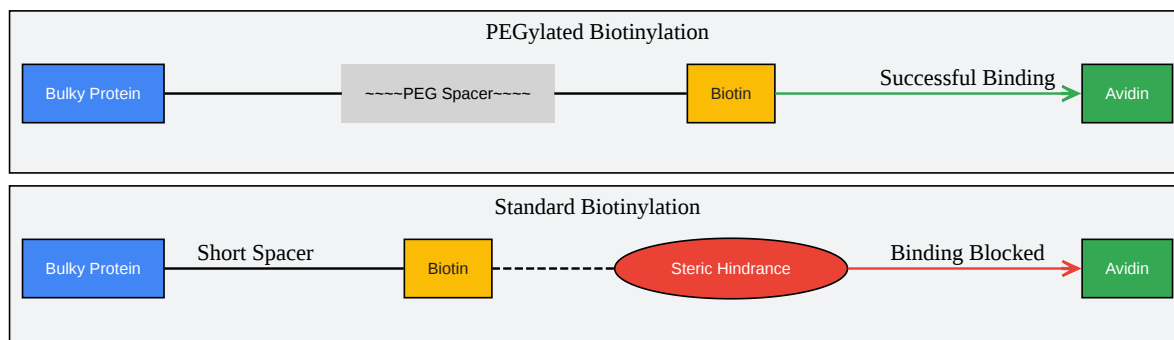 PEGylated Biotinylation
Bulky Protein
~~~~PEG Spacer~~~~
Biotin
Successful Binding
Avidin
Standard Biotinylation
Bulky Protein
Short Spacer
Biotin
Steric Hindrance
Binding Blocked
Avidin